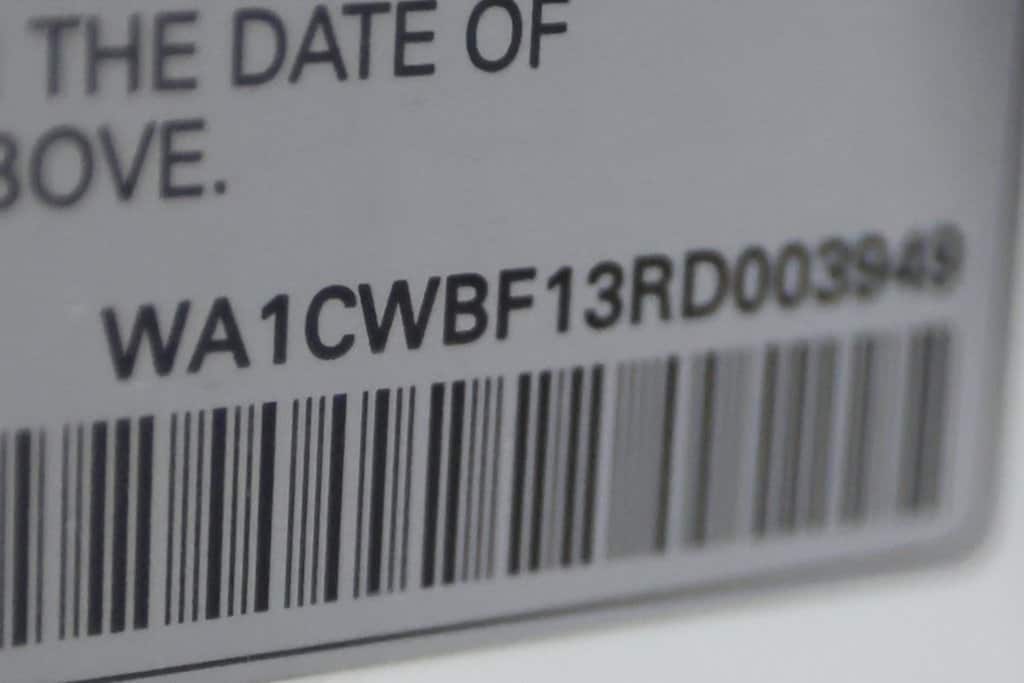 THE DATE OF
BOVE.
WA1CWBF13RD003949